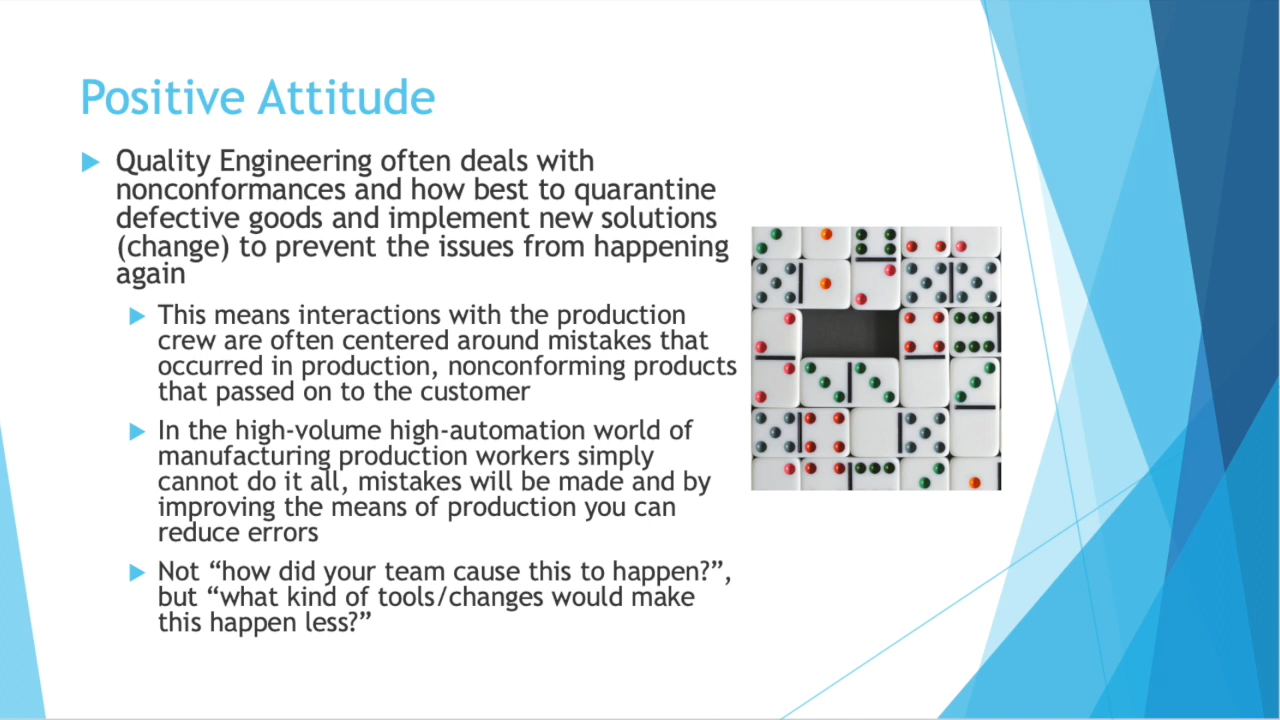 Positive Attitude
Quality Engineering often deals with
nonconformances and how best to quarantine
defective goods and implement new solutions
(change) to prevent the issues from happening
again
This means interactions with the production
crew are often centered around mistakes that
occurred in production, nonconforming products
that passed on to the customer
In the high-volume high-automation world of
manufacturing production workers simply
cannot do it all, mistakes will be made and by
improving the means of production you can
reduce errors
Not “how did your team cause this to happen?”,
but “what kind of tools/changes would make
this happen less?”